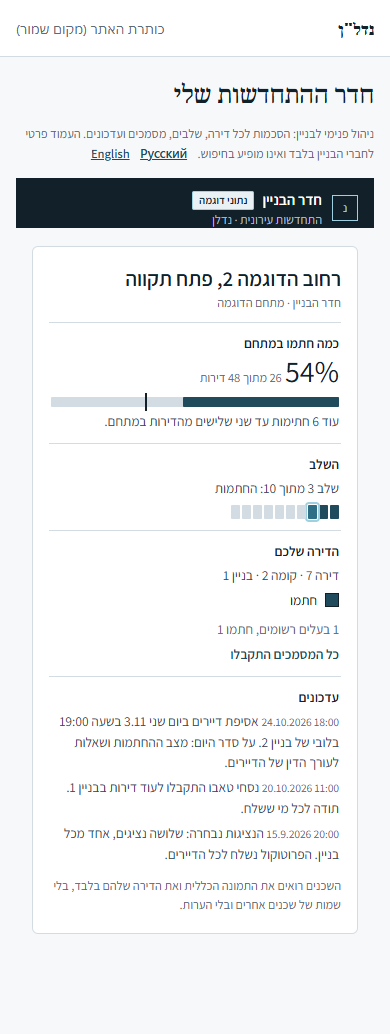 נדל"ן
כותרת האתר (מקום שמור)
חדר ההתחדשות שלי
ניהול פנימי לבניין: הסכמות לכל דירה, שלבים, מסמכים ועדכונים. העמוד פרטי
לחברי הבניין בלבד ואינו מופיע בחיפוש. Русский English
נ
חדר הבניין נתוני דוגמה
התחדשות עירונית · נדלן
רחוב הדוגמה 2, פתח תקווה
חדר הבניין · מתחם הדוגמה
כמה חתמו במתחם
54% 26 מתוך 48 דירות
עוד 6 חתימות עד שני שלישים מהדירות במתחם.
השלב
שלב 3 מתוך 10: החתמות
הדירה שלכם
דירה 7 · קומה 2 · בניין 1
חתמו
1 בעלים רשומים, חתמו 1
כל המסמכים התקבלו
עדכונים
24.10.2026 18:00 אסיפת דיירים ביום שני 3.11 בשעה 19:00
בלובי של בניין 2. על סדר היום: מצב ההחתמות ושאלות
לעורך הדין של הדיירים.
20.10.2026 11:00 נסחי טאבו התקבלו לעוד דירות בבניין 1.
תודה לכל מי ששלח.
15.9.2026 20:00 הנציגות נבחרה: שלושה נציגים, אחד מכל
בניין. הפרוטוקול נשלח לכל הדיירים.
השכנים רואים את התמונה הכללית ואת הדירה שלהם בלבד, בלי
שמות של שכנים אחרים ובלי הערות.